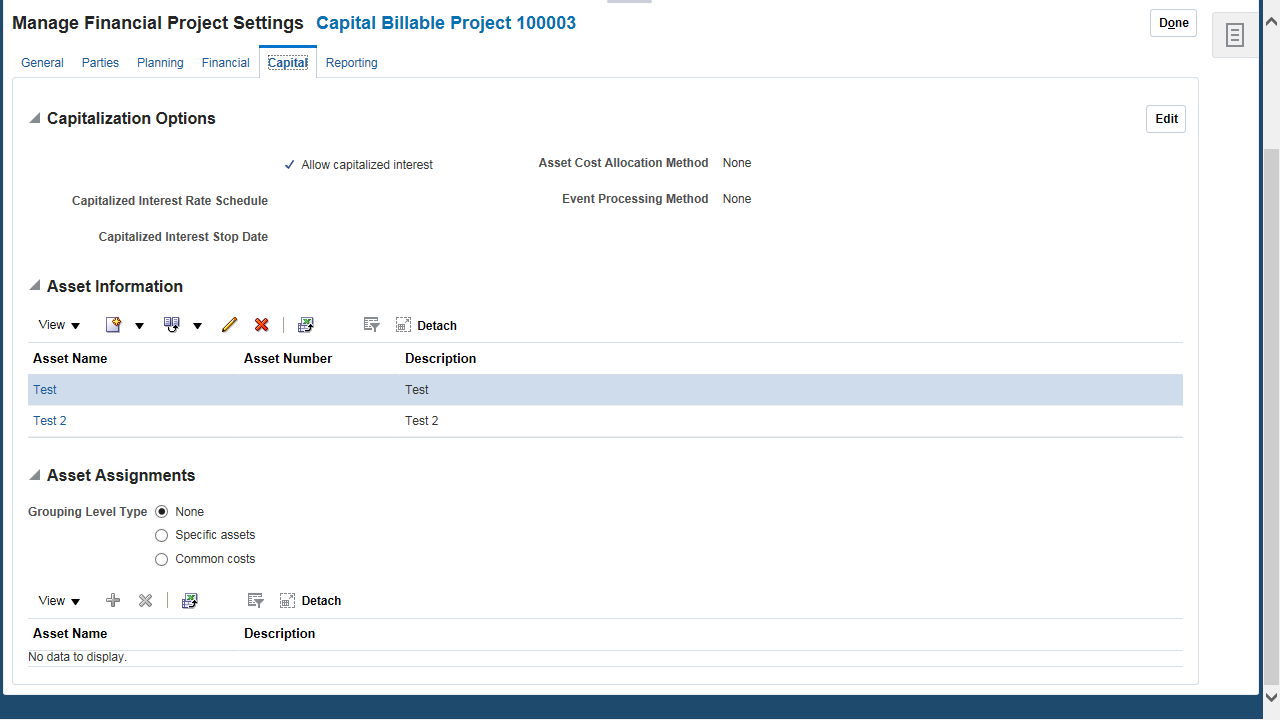 Manage Financial Project Settings Capital Billable Project 100003
Done
General Parties Planning Financial Capital Reporting
Capitalization Options
Edit
Allow capitalized interest
Asset Cost Allocation Method None
Capitalized Interest Rate Schedule
Event Processing Method None
Capitalized Interest Stop Date
Asset Information
View Detach
Asset Name Asset Number Description
Test Test
Test 2 Test 2
Asset Assignments
Grouping Level Type None
Specific assets
Common costs
View Detach
Asset Name Description
No data to display.